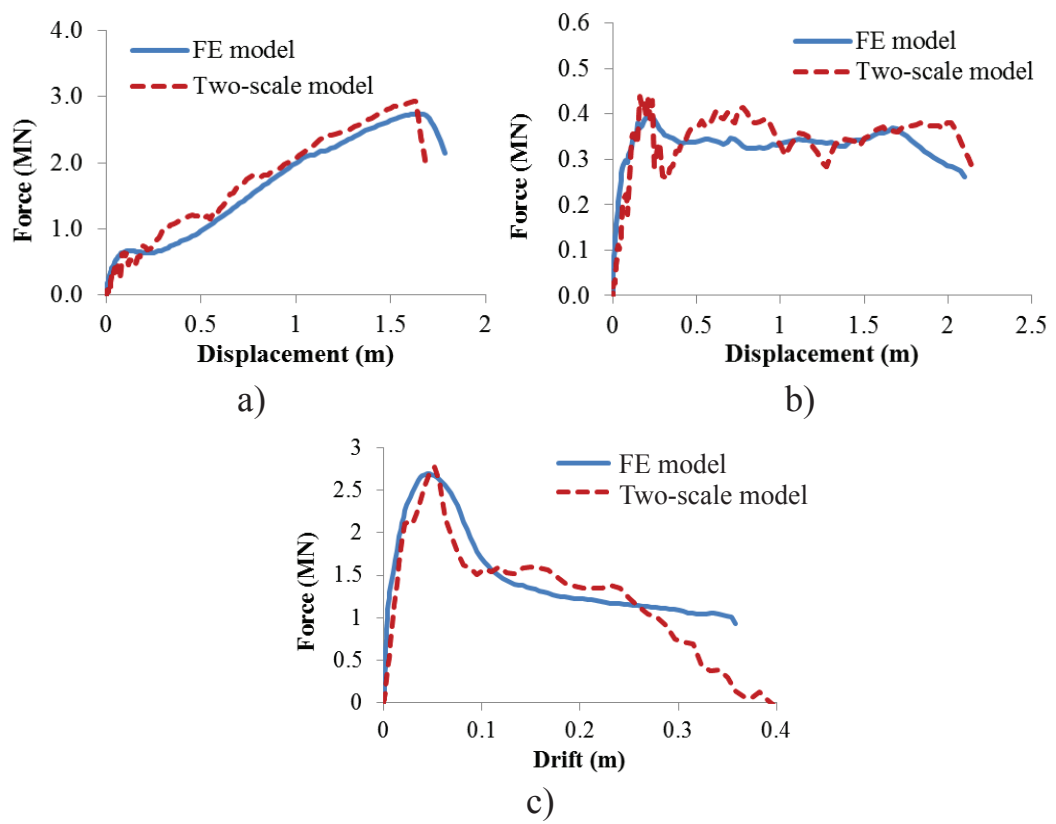 4.0
3.0
2.0
1.0
0.0
Force (MN)
FE model
Two-scale model
0
0.5
1
1.5
2
Displacement (m)
a)
0.6
0.5
0.4
0.3
0.2
0.1
0.0
Force (MN)
FE model
Two-scale model
0
0.5
1
1.5
2
2.5
Displacement (m)
b)
3
2.5
2
1.5
1
0.5
0
Force (MN)
FE model
Two-scale model
0
0.1
0.2
0.3
0.4
Drift (m)
c)